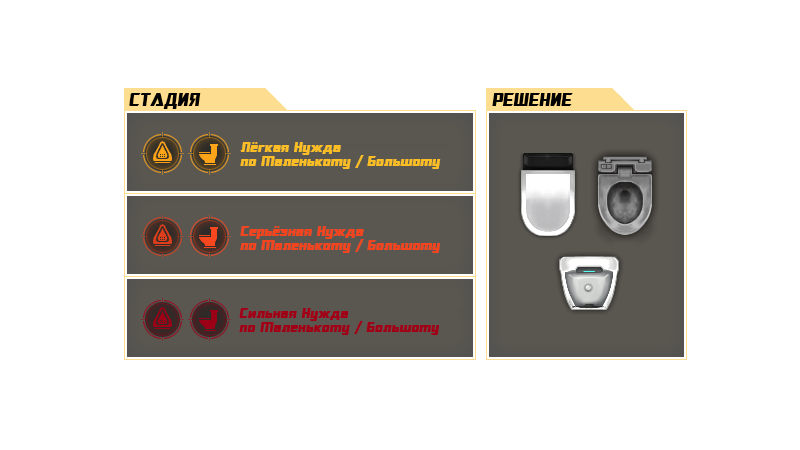 СТАДИЯ
РЕШЕНИЕ
Лёгкая Нужда
по Маленькому / Большому
Серьёзная Нужда
по Маленькому / Большому
Сильная Нужда
по Маленькому / Большому